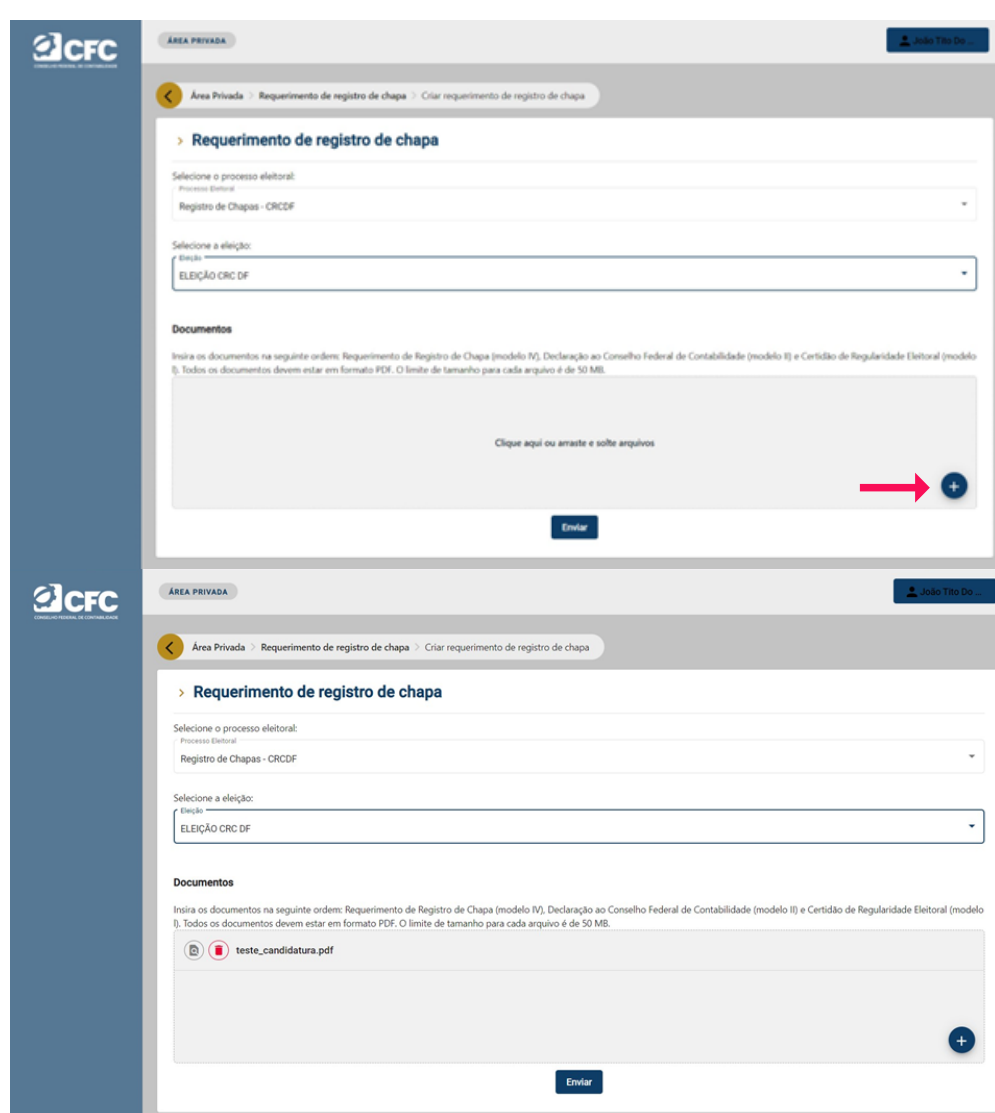 CFC
CONSELHO FEDERAL DE CONTABILIDADE
ÁREA PRIVADA
João Tito Do ...
Área Privada > Requerimento de registro de chapa > Criar requerimento de registro de chapa
> Requerimento de registro de chapa
Selecione o processo eleitoral:
Processo Eleitoral
Registro de Chapas - CRCDF
Selecione a eleição:
Eleição
ELEIÇÃO CRC DF
Documentos
Insira os documentos na seguinte ordem: Requerimento de Registro de Chapa (modelo IV), Declaração ao Conselho Federal de Contabilidade (modelo II) e Certidão de Regularidade Eleitoral (modelo
I). Todos os documentos devem estar em formato PDF. O limite de tamanho para cada arquivo é de 50 MB.
Clique aqui ou arraste e solte arquivos
+
Enviar
CFC
CONSELHO FEDERAL DE CONTABILIDADE
ÁREA PRIVADA
João Tito Do ...
Área Privada > Requerimento de registro de chapa > Criar requerimento de registro de chapa
> Requerimento de registro de chapa
Selecione o processo eleitoral:
Processo Eleitoral
Registro de Chapas - CRCDF
Selecione a eleição:
Eleição
ELEIÇÃO CRC DF
Documentos
Insira os documentos na seguinte ordem: Requerimento de Registro de Chapa (modelo IV), Declaração ao Conselho Federal de Contabilidade (modelo II) e Certidão de Regularidade Eleitoral (modelo
I). Todos os documentos devem estar em formato PDF. O limite de tamanho para cada arquivo é de 50 MB.
teste_candidatura.pdf
+
Enviar